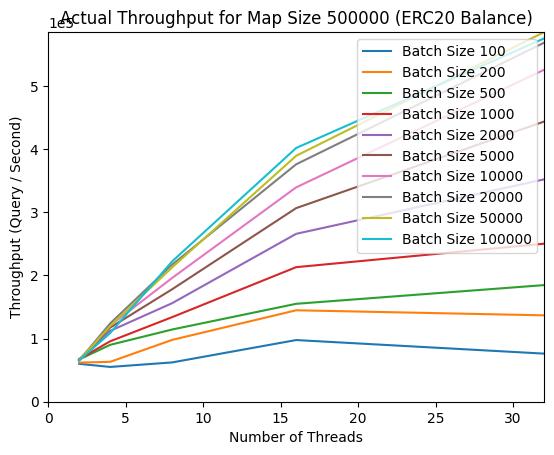 Actual Throughput for Map Size 500000 (ERC20 Balance)
1e5
Batch Size 100
Batch Size 200
Batch Size 500
Batch Size 1000
Batch Size 2000
Batch Size 5000
Batch Size 10000
Batch Size 20000
Batch Size 50000
Batch Size 100000
Throughput (Query / Second)
5
4
3
2
1
0
0 5 10 15 20 25 30
Number of Threads